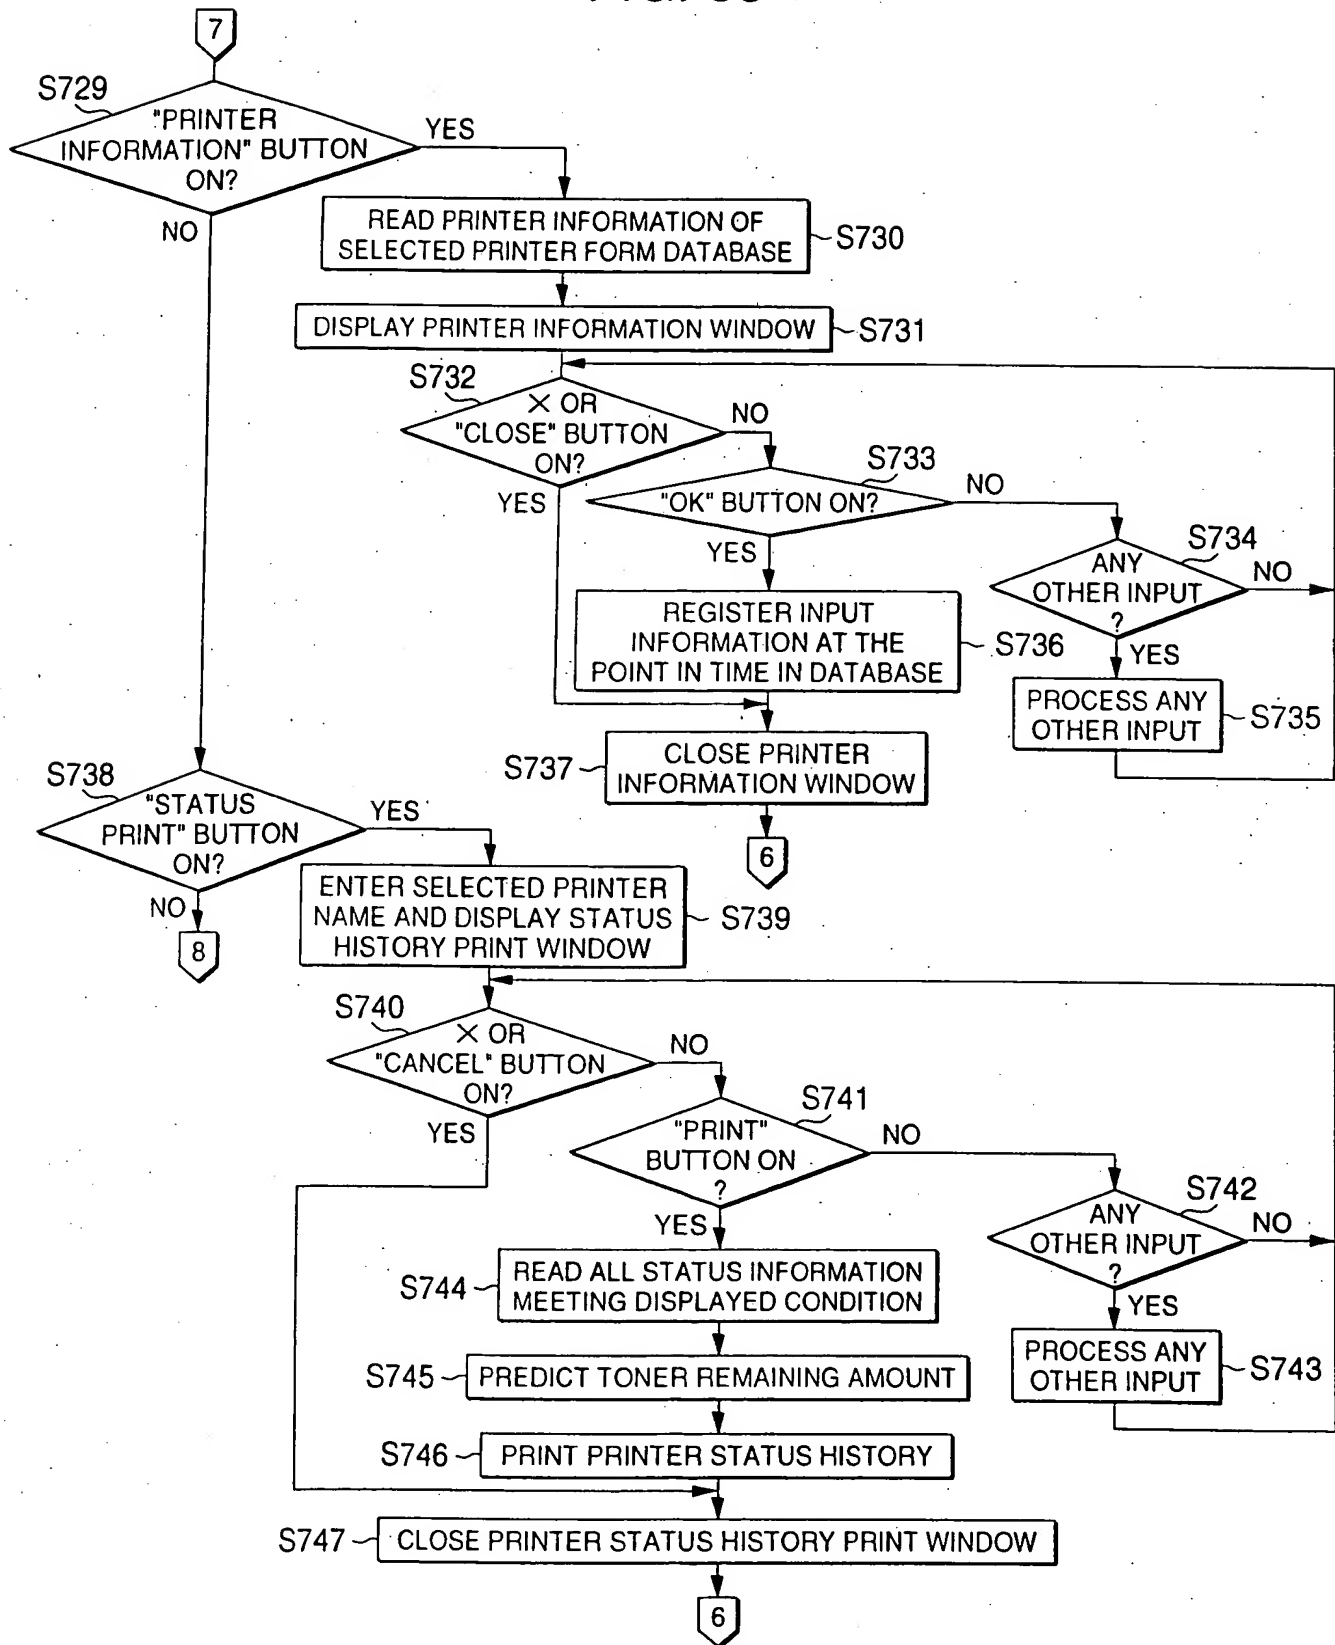 7
S729
"PRINTER
INFORMATION" BUTTON
ON?
YES
NO
READ PRINTER INFORMATION OF
SELECTED PRINTER FORM DATABASE
S730
DISPLAY PRINTER INFORMATION WINDOW
S731
S732
X OR
"CLOSE" BUTTON
ON?
NO
YES
S733
"OK" BUTTON ON?
NO
YES
S734
ANY
OTHER INPUT
?
NO
YES
REGISTER INPUT
INFORMATION AT THE
POINT IN TIME IN DATABASE
S736
PROCESS ANY
OTHER INPUT
S735
S737
CLOSE PRINTER
INFORMATION WINDOW
6
S738
"STATUS
PRINT" BUTTON
ON?
YES
NO
8
ENTER SELECTED PRINTER
NAME AND DISPLAY STATUS
HISTORY PRINT WINDOW
S739
S740
X OR
"CANCEL" BUTTON
ON?
NO
YES
S741
"PRINT"
BUTTON ON
?
NO
YES
S742
ANY
OTHER INPUT
?
NO
YES
S744
READ ALL STATUS INFORMATION
MEETING DISPLAYED CONDITION
PROCESS ANY
OTHER INPUT
S743
S745
PREDICT TONER REMAINING AMOUNT
S746
PRINT PRINTER STATUS HISTORY
S747
CLOSE PRINTER STATUS HISTORY PRINT WINDOW
6